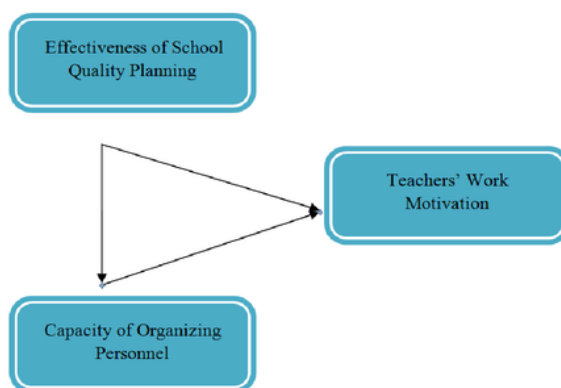 Effectiveness of School
Quality Planning
Teachers' Work
Motivation
Capacity of Organizing
Personnel